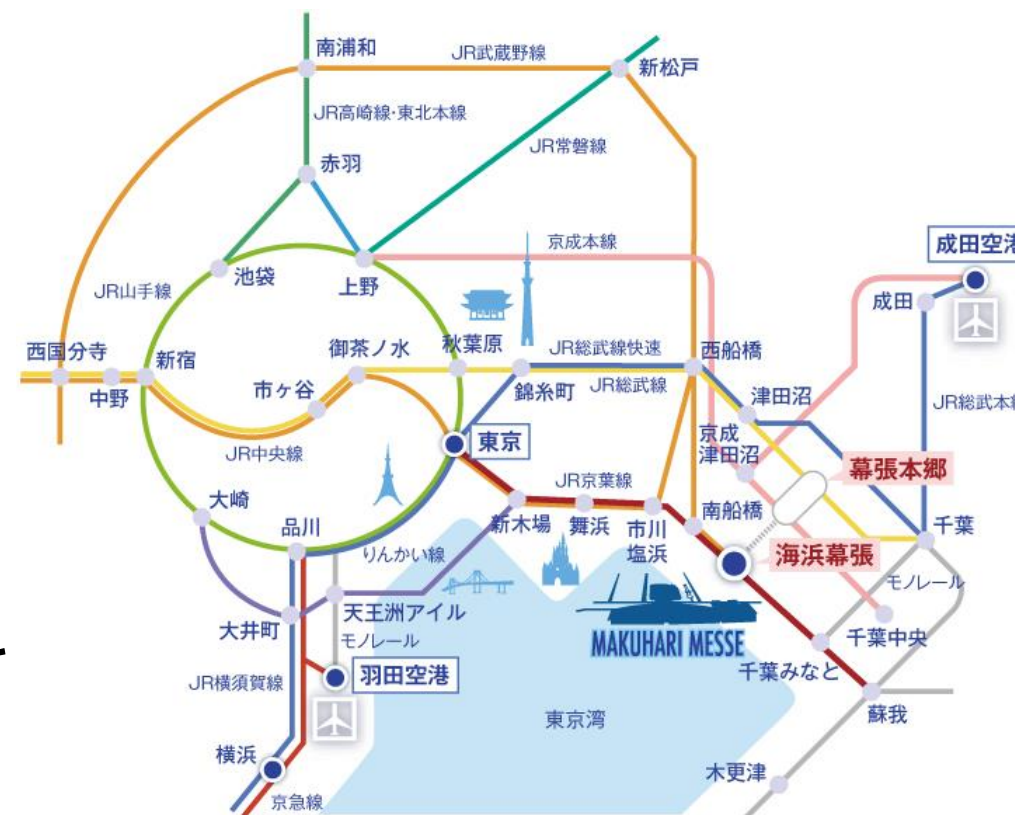 南浦和
JR武蔵野線
新松戸
JR高崎線・東北本線
JR常磐線
赤羽
京成本線
成田空港
池袋
上野
成田
JR山手線
西国分寺
新宿
御茶ノ水
秋葉原
JR総武線快速
西船橋
中野
市ヶ谷
錦糸町
JR総武線
津田沼
JR総武本線
JR中央線
東京
京成
津田沼
幕張本郷
JR京葉線
大崎
品川
新木場
舞浜
市川
塩浜
南船橋
千葉
りんかい線
海浜幕張
モノレール
大井町
天王洲アイル
モノレール
MAKUHARI MESSE
千葉中央
千葉みなと
JR横須賀線
羽田空港
蘇我
東京湾
横浜
木更津
京急線